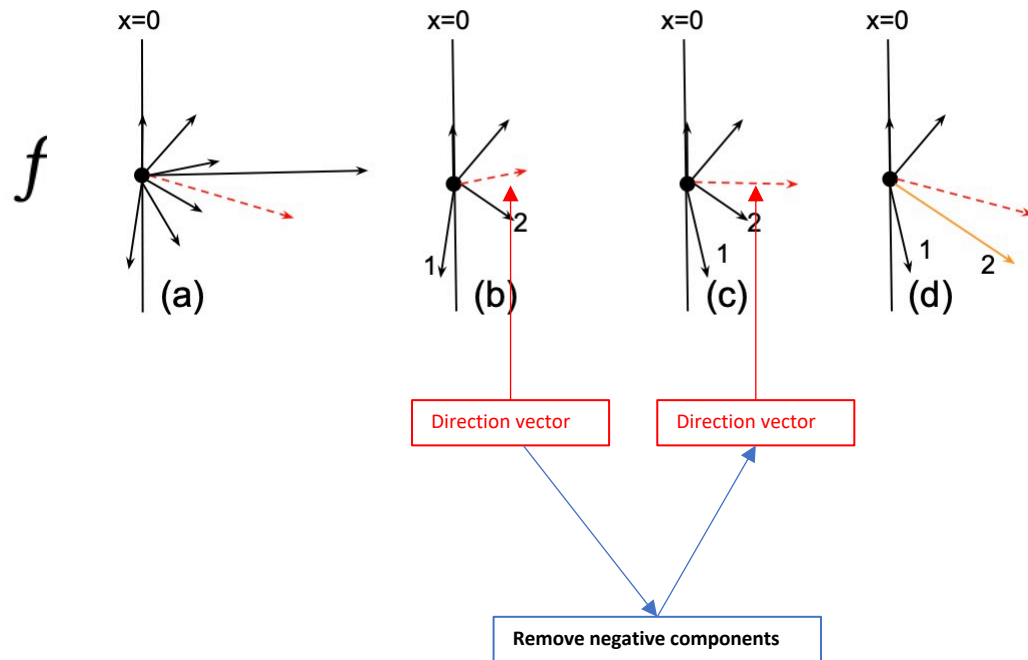 x=0 x=0 x=0 x=0
f
2 2
1 1 1 2
(a) (b) (c) (d)
Direction vector Direction vector
Remove negative components